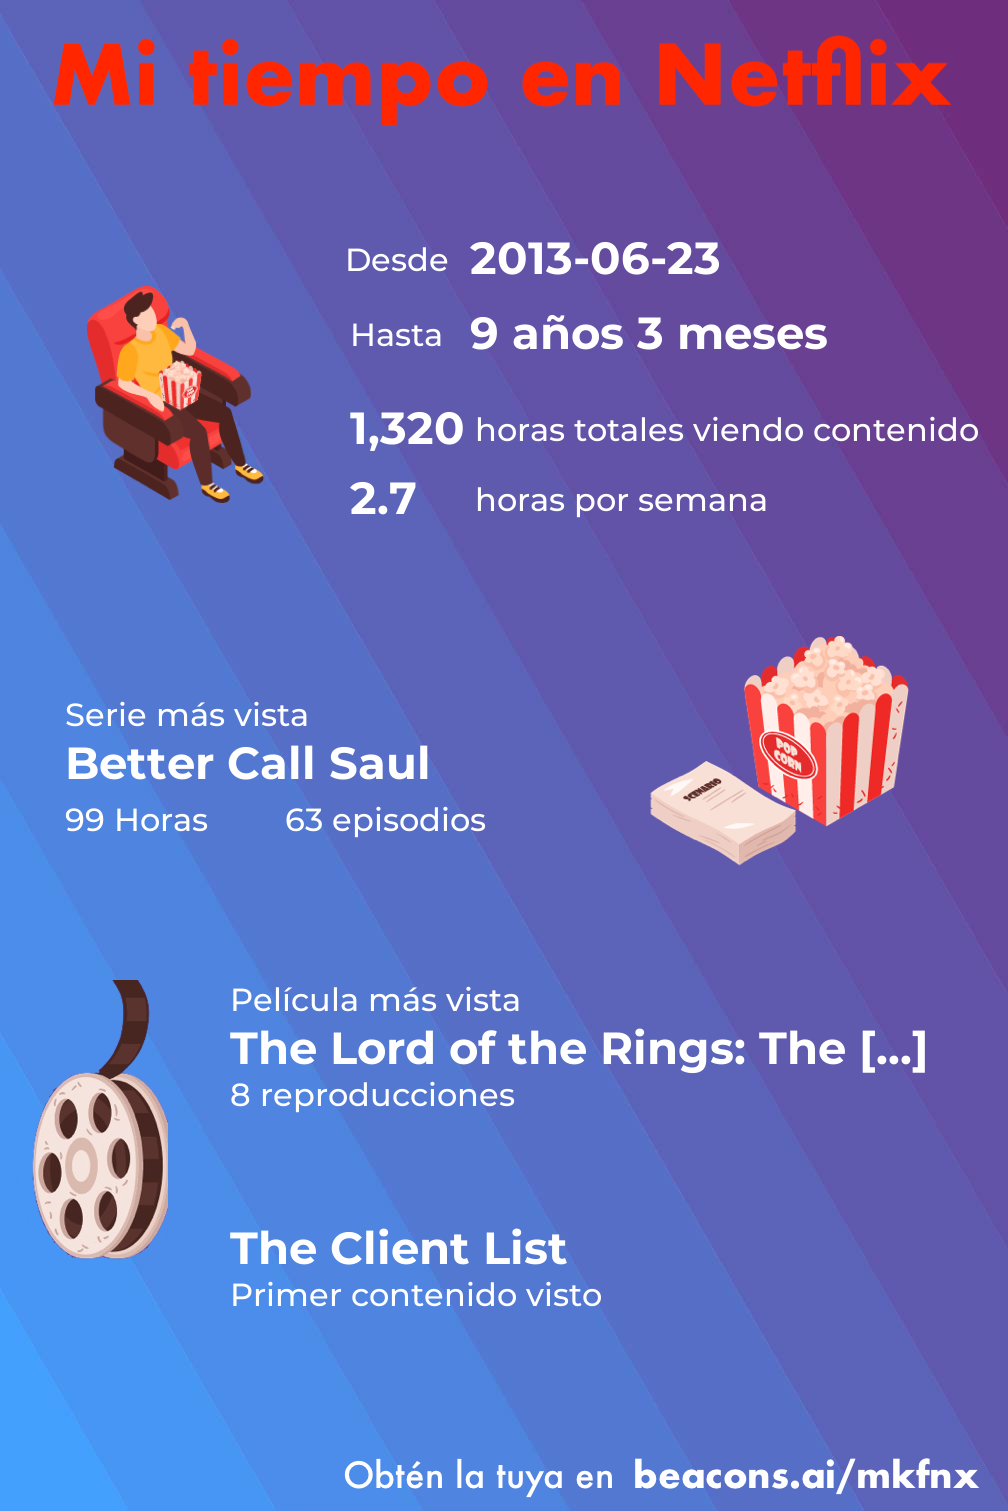 Mi tiempo en Netflix
Desde 2013-06-23
Hasta 9 años 3 meses
1,320 horas totales viendo contenido
2.7 horas por semana
POP
CORN
SCENARIO
Serie más vista
Better Call Saul
99 Horas 63 episodios
Película más vista
The Lord of the Rings: The [...]
8 reproducciones
The Client List
Primer contenido visto
Obtén la tuya en beacons.ai/mkfnx